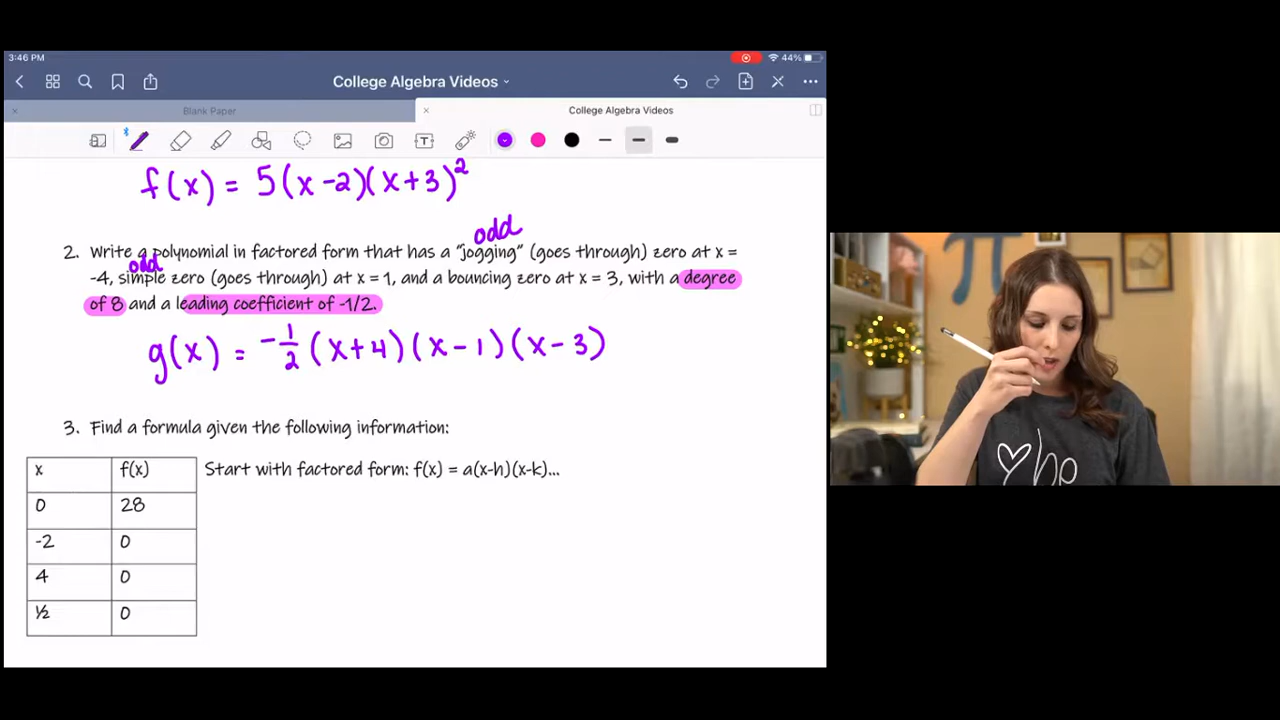 3:46 PM
44%
College Algebra Videos
Blank Paper
College Algebra Videos
f(x) = 5(x-2)(x+3)²
odd
2. Write a polynomial in factored form that has a "jogging" (goes through) zero at x =
odd
-4, simple zero (goes through) at x = 1, and a bouncing zero at x = 3, with a degree
of 8 and a leading coefficient of -1/2.
g(x) = -1/2 (x+4)(x-1)(x-3)
3. Find a formula given the following information:
x f(x) Start with factored form: f(x) = a(x-h)(x-k)...
0 28
-2 0
4 0
½ 0